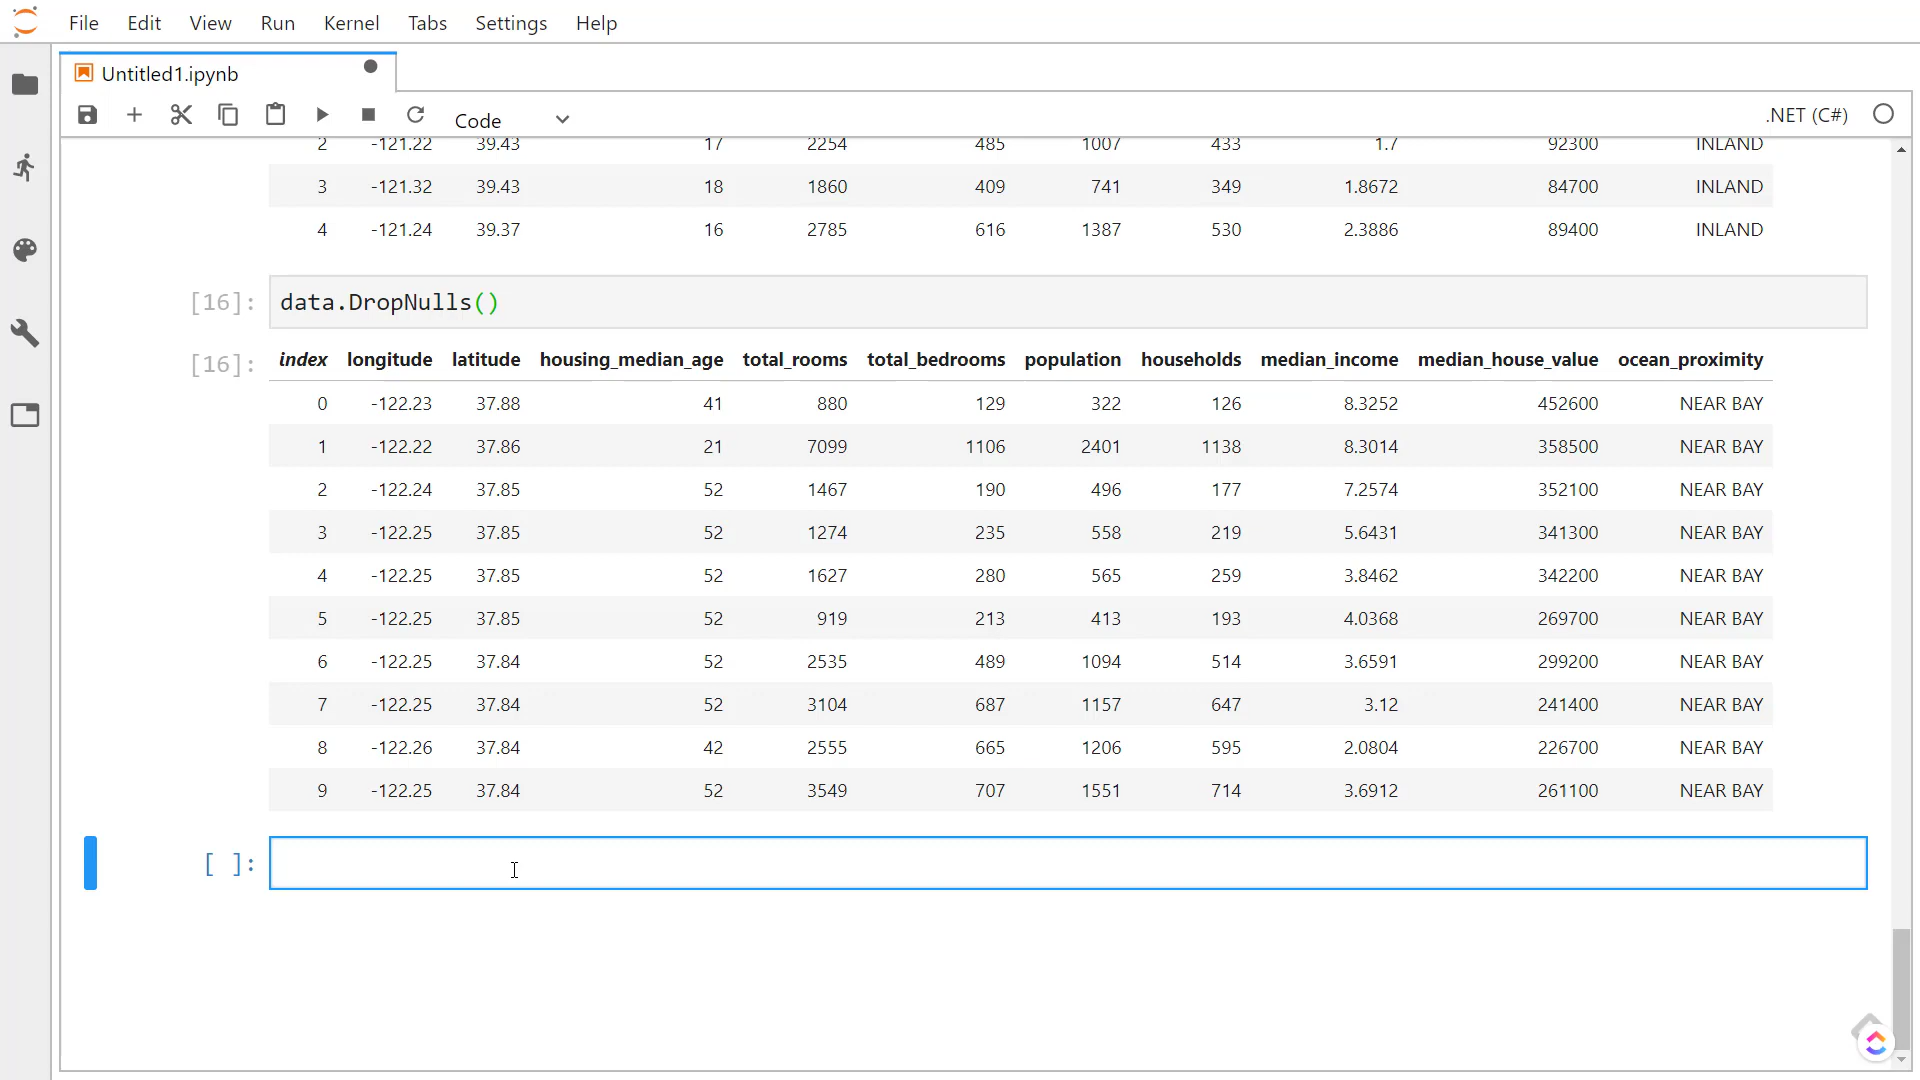 File Edit View Run Kernel Tabs Settings Help
Untitled1.ipynb
Code .NET (C#)
2 -121.22 39.43 17 2254 485 1007 433 1.7 92300 INLAND
3 -121.32 39.43 18 1860 409 741 349 1.8672 84700 INLAND
4 -121.24 39.37 16 2785 616 1387 530 2.3886 89400 INLAND
[16]: data.DropNulls()
[16]: index longitude latitude housing_median_age total_rooms total_bedrooms population households median_income median_house_value ocean_proximity
0 -122.23 37.88 41 880 129 322 126 8.3252 452600 NEAR BAY
1 -122.22 37.86 21 7099 1106 2401 1138 8.3014 358500 NEAR BAY
2 -122.24 37.85 52 1467 190 496 177 7.2574 352100 NEAR BAY
3 -122.25 37.85 52 1274 235 558 219 5.6431 341300 NEAR BAY
4 -122.25 37.85 52 1627 280 565 259 3.8462 342200 NEAR BAY
5 -122.25 37.85 52 919 213 413 193 4.0368 269700 NEAR BAY
6 -122.25 37.84 52 2535 489 1094 514 3.6591 299200 NEAR BAY
7 -122.25 37.84 52 3104 687 1157 647 3.12 241400 NEAR BAY
8 -122.26 37.84 42 2555 665 1206 595 2.0804 226700 NEAR BAY
9 -122.25 37.84 52 3549 707 1551 714 3.6912 261100 NEAR BAY
[ ]: